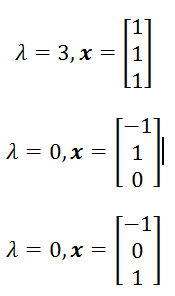 λ = 3, x = [1 1 1]
λ = 0, x = [−1 1 0]
λ = 0, x = [−1 0 1]